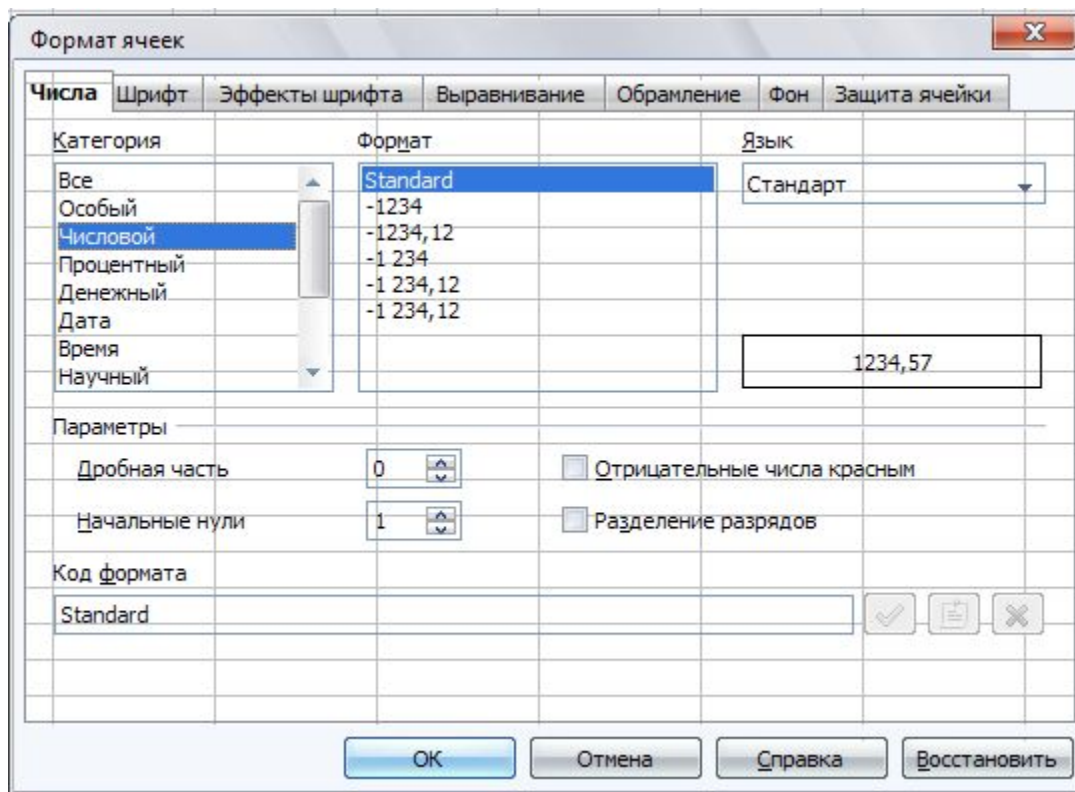 Формат ячеек
Числа Шрифт Эффекты шрифта Выравнивание Обрамление Фон Защита ячейки
Категория Формат Язык
Все Standard Стандарт
Особый -1234
Числовой -1234,12
Процентный -1 234
Денежный -1 234,12
Дата -1 234,12
Время
Научный 1234,57
Параметры
Дробная часть 0 Отрицательные числа красным
Начальные нули 1 Разделение разрядов
Код формата
Standard
ОК Отмена Справка Восстановить